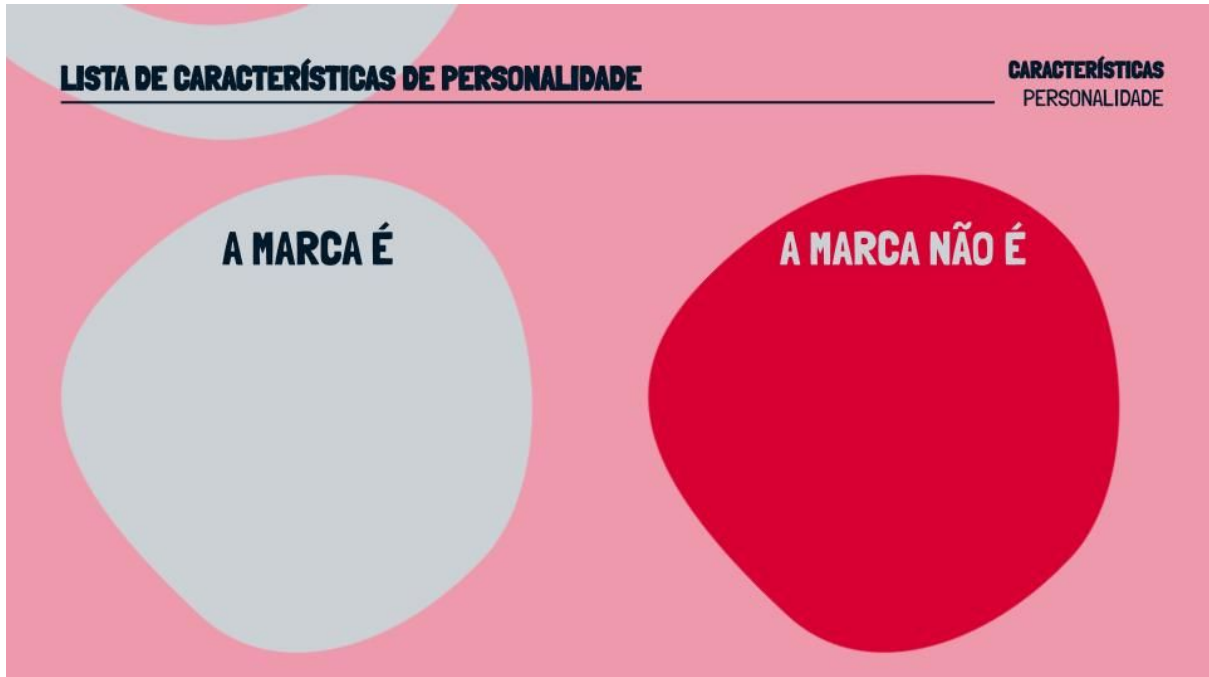 LISTA DE CARACTERÍSTICAS DE PERSONALIDADE
CARACTERÍSTICAS
PERSONALIDADE
A MARCA É
A MARCA NÃO É